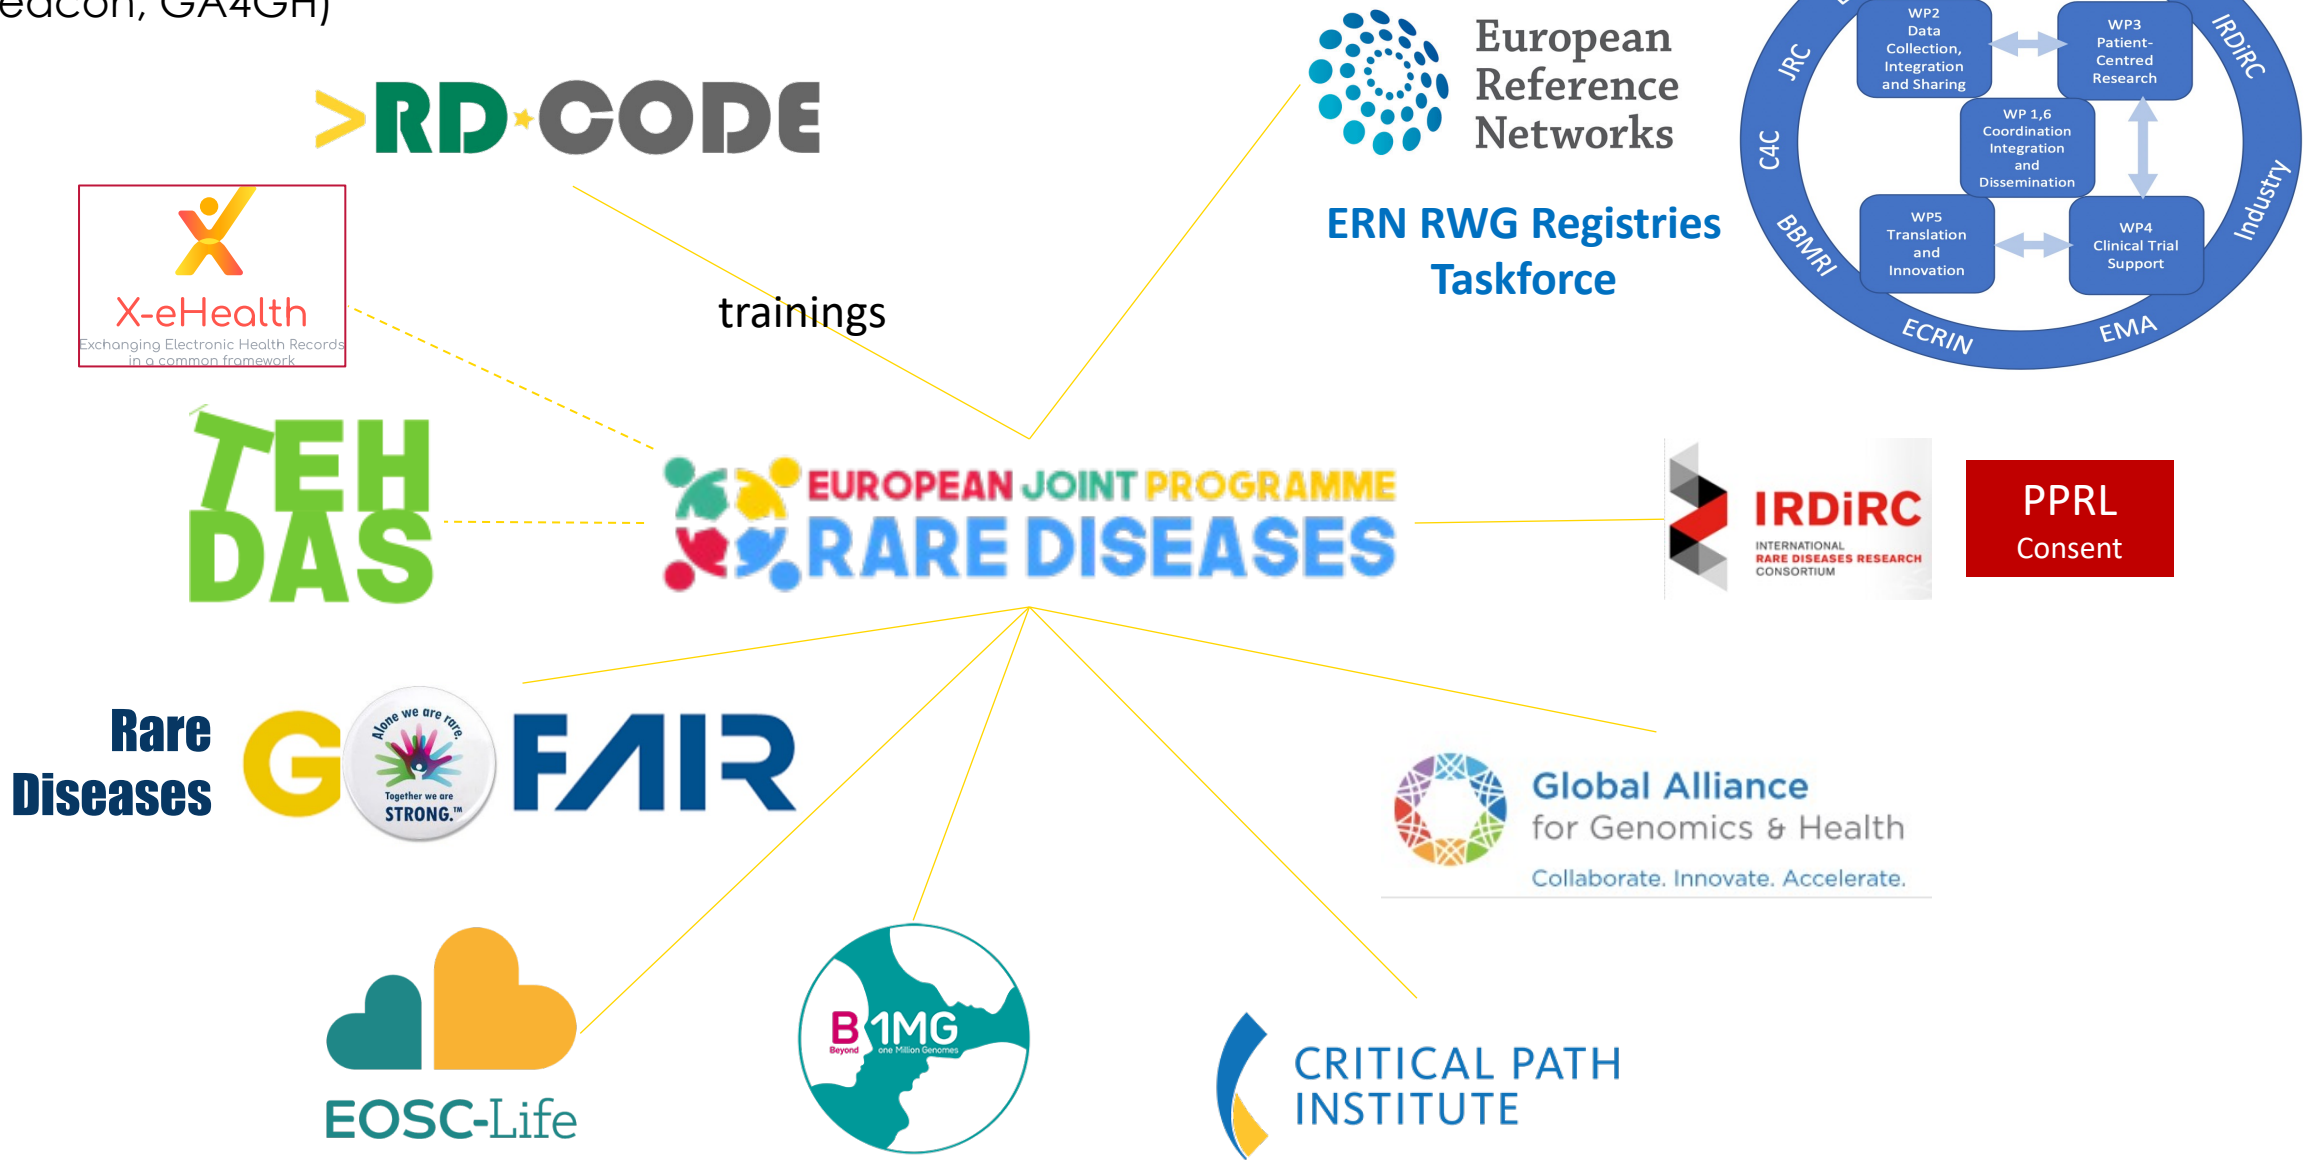 GA4GH)
>RD CODE
X-eHealth
Exchanging Electronic Health Records
in a common framework
trainings
European
Reference
Networks
ERN RWG Registries
Taskforce
WP2
Data
Collection,
Integration
and Sharing
WP3
Patient-
Centred
Research
WP 1,6
Coordination
Integration
and
Dissemination
WP5
Translation
and
Innovation
WP4
Clinical Trial
Support
JRC
C4C
BBMRI
ECRIN
EMA
Industry
IRDiRC
TEH
DAS
EUROPEAN JOINT PROGRAMME
RARE DISEASES
IRDiRC
INTERNATIONAL
RARE DISEASES RESEARCH
CONSORTIUM
PPRL
Consent
Rare
Diseases
GO FAIR
Alone we are rare.
Together we are
STRONG.™
Global Alliance
for Genomics & Health
Collaborate. Innovate. Accelerate.
EOSC-Life
B1MG
Beyond one Million Genomes
CRITICAL PATH
INSTITUTE